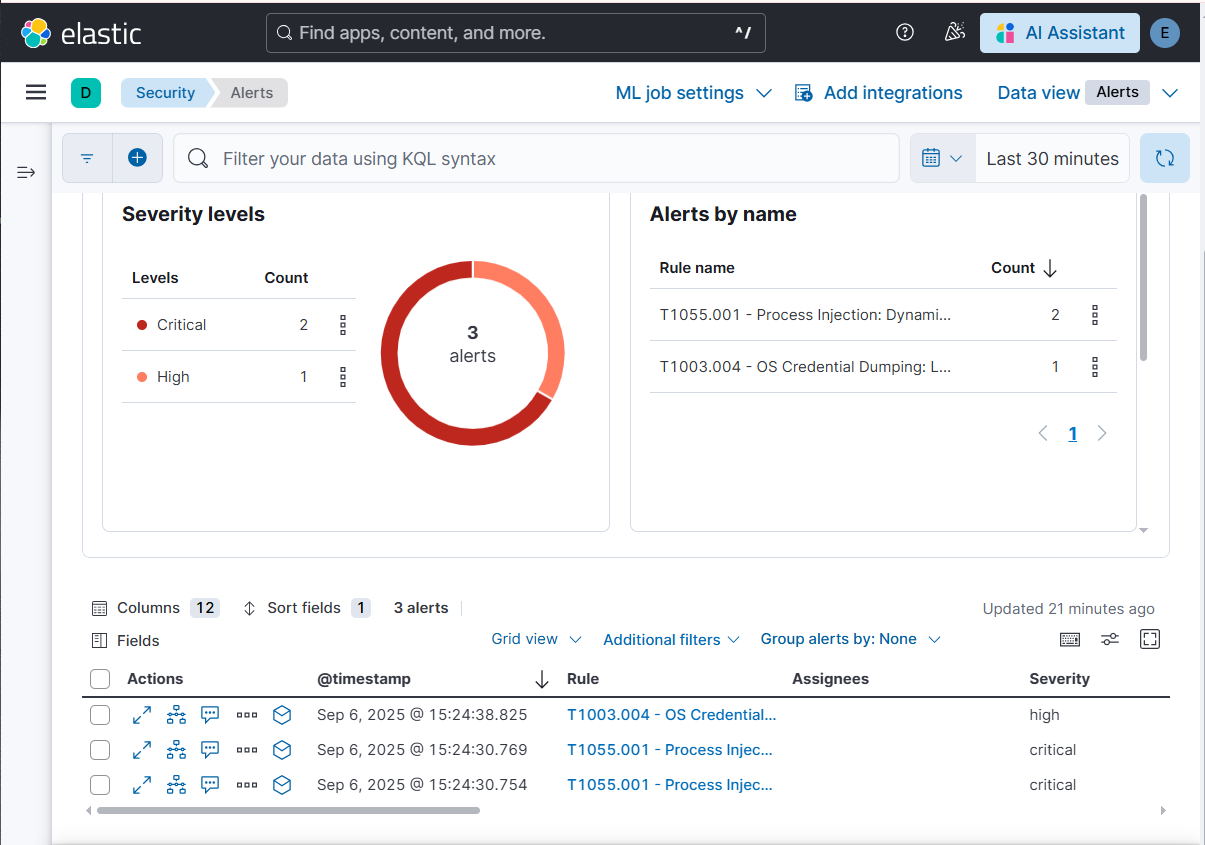 elastic
Find apps, content, and more.
^/
AI Assistant
E
D
Security
Alerts
ML job settings
Add integrations
Data view
Alerts
Filter your data using KQL syntax
Last 30 minutes
Severity levels
Levels Count
Critical 2
High 1
3
alerts
Alerts by name
Rule name Count
T1055.001 - Process Injection: Dynami... 2
T1003.004 - OS Credential Dumping: L... 1
1
Columns 12 Sort fields 1 3 alerts
Updated 21 minutes ago
Fields
Grid view Additional filters Group alerts by: None
Actions @timestamp Rule Assignees Severity
Sep 6, 2025 @ 15:24:38.825 T1003.004 - OS Credential... high
Sep 6, 2025 @ 15:24:30.769 T1055.001 - Process Injec... critical
Sep 6, 2025 @ 15:24:30.754 T1055.001 - Process Injec... critical